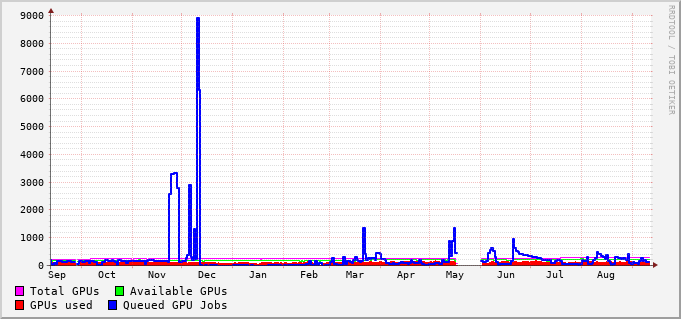 RRDTOOL / TOBI OETIKER
9000
8000
7000
6000
5000
4000
3000
2000
1000
0
Sep Oct Nov Dec Jan Feb Mar Apr May Jun Jul Aug
Total GPUs Available GPUs
GPUs used Queued GPU Jobs